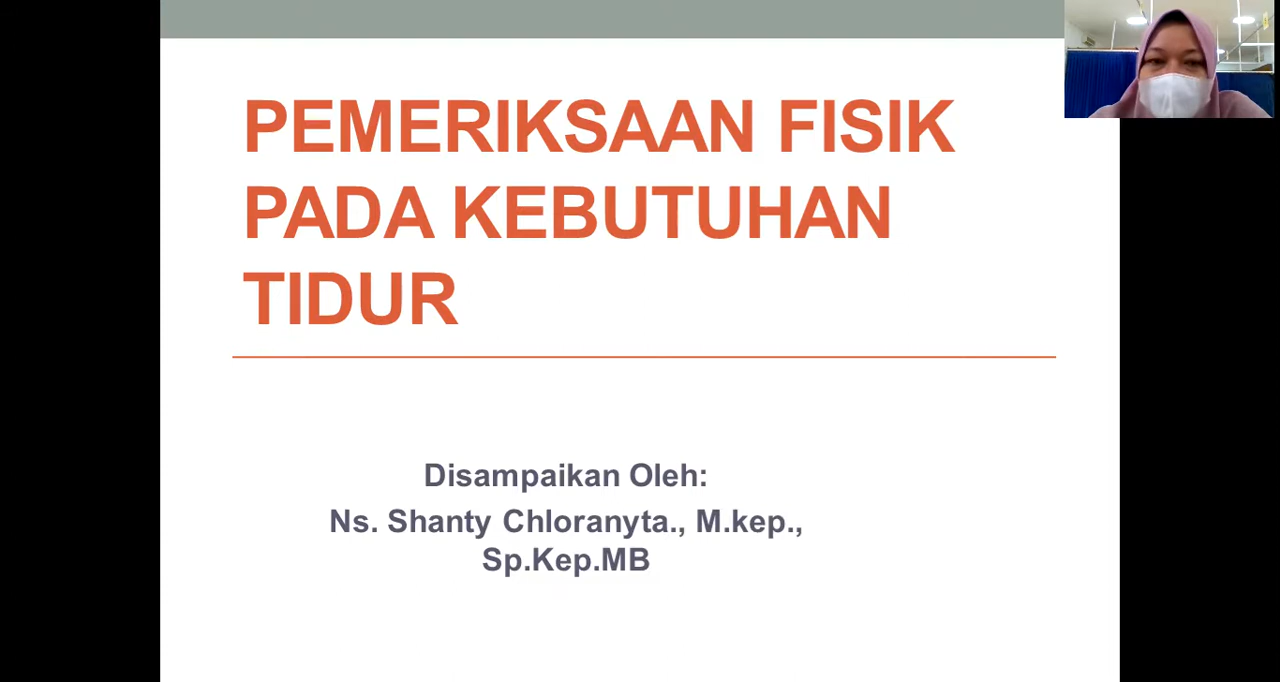 PEMERIKSAAN FISIK
PADA KEBUTUHAN
TIDUR
Disampaikan Oleh:
Ns. Shanty Chloranyta., M.kep.,
Sp.Kep.MB